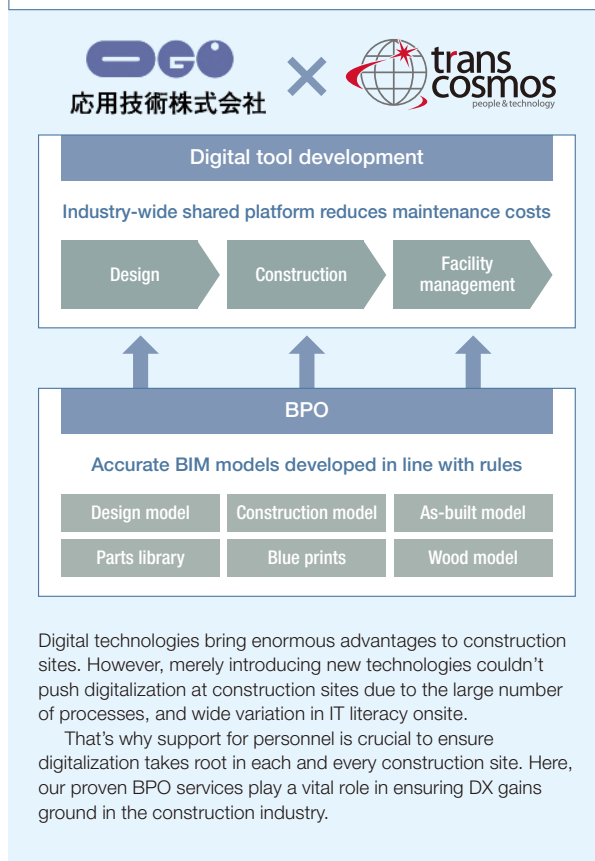 OGI
応用技術株式会社
×
trans
cosmos
people & technology
Digital tool development
Industry-wide shared platform reduces maintenance costs
Design
Construction
Facility
management
BPO
Accurate BIM models developed in line with rules
Design model
Construction model
As-built model
Parts library
Blue prints
Wood model
Digital technologies bring enormous advantages to construction
sites. However, merely introducing new technologies couldn’t
push digitalization at construction sites due to the large number
of processes, and wide variation in IT literacy onsite.
That’s why support for personnel is crucial to ensure
digitalization takes root in each and every construction site. Here,
our proven BPO services play a vital role in ensuring DX gains
ground in the construction industry.